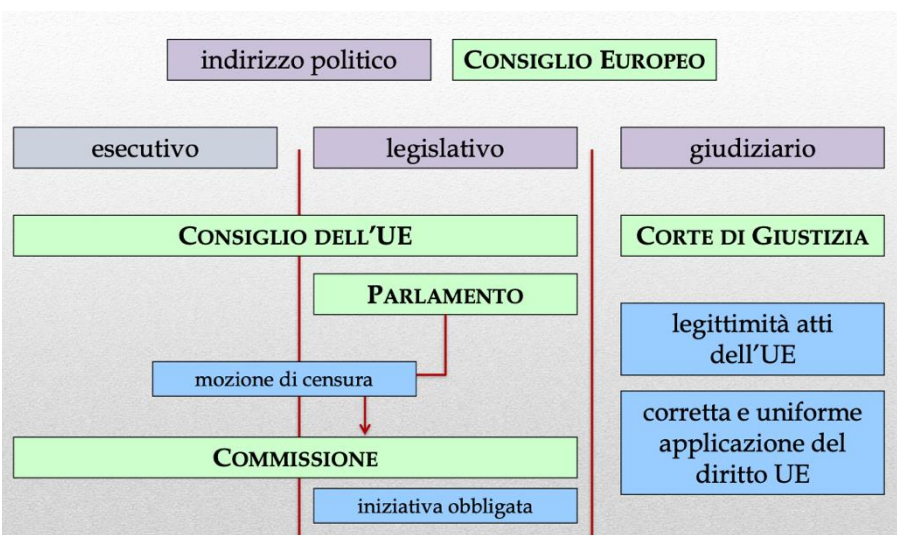 indirizzo politico
CONSIGLIO EUROPEO
esecutivo
legislativo
giudiziario
CONSIGLIO DELL'UE
CORTE DI GIUSTIZIA
PARLAMENTO
legittimità atti
dell'UE
mozione di censura
corretta e uniforme
applicazione del
diritto UE
COMMISSIONE
iniziativa obbligata